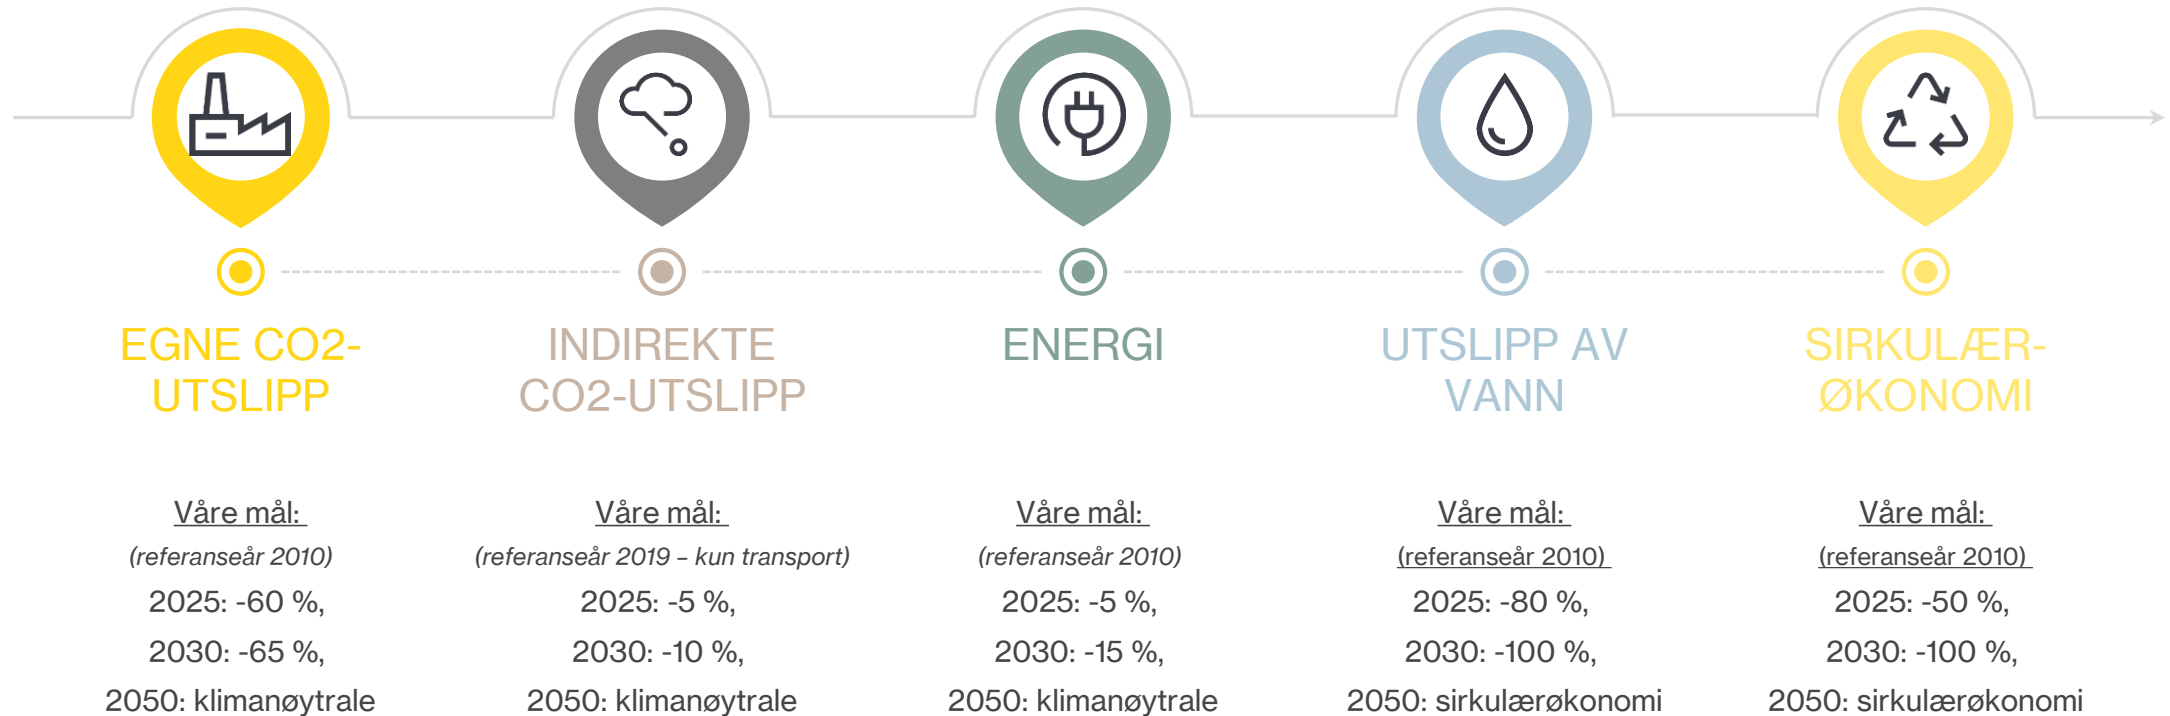 EGNE CO2-
UTSLIPP
INDIREKTE
CO2-UTSLIPP
ENERGI
UTSLIPP AV
VANN
SIRKULÆR-
ØKONOMI
Våre mål:
(referanseår 2010)
2025: -60 %,
2030: -65 %,
2050: klimanøytrale
Våre mål:
(referanseår 2019 – kun transport)
2025: -5 %,
2030: -10 %,
2050: klimanøytrale
Våre mål:
(referanseår 2010)
2025: -5 %,
2030: -15 %,
2050: klimanøytrale
Våre mål:
(referanseår 2010)
2025: -80 %,
2030: -100 %,
2050: sirkulærøkonomi
Våre mål:
(referanseår 2010)
2025: -50 %,
2030: -100 %,
2050: sirkulærøkonomi